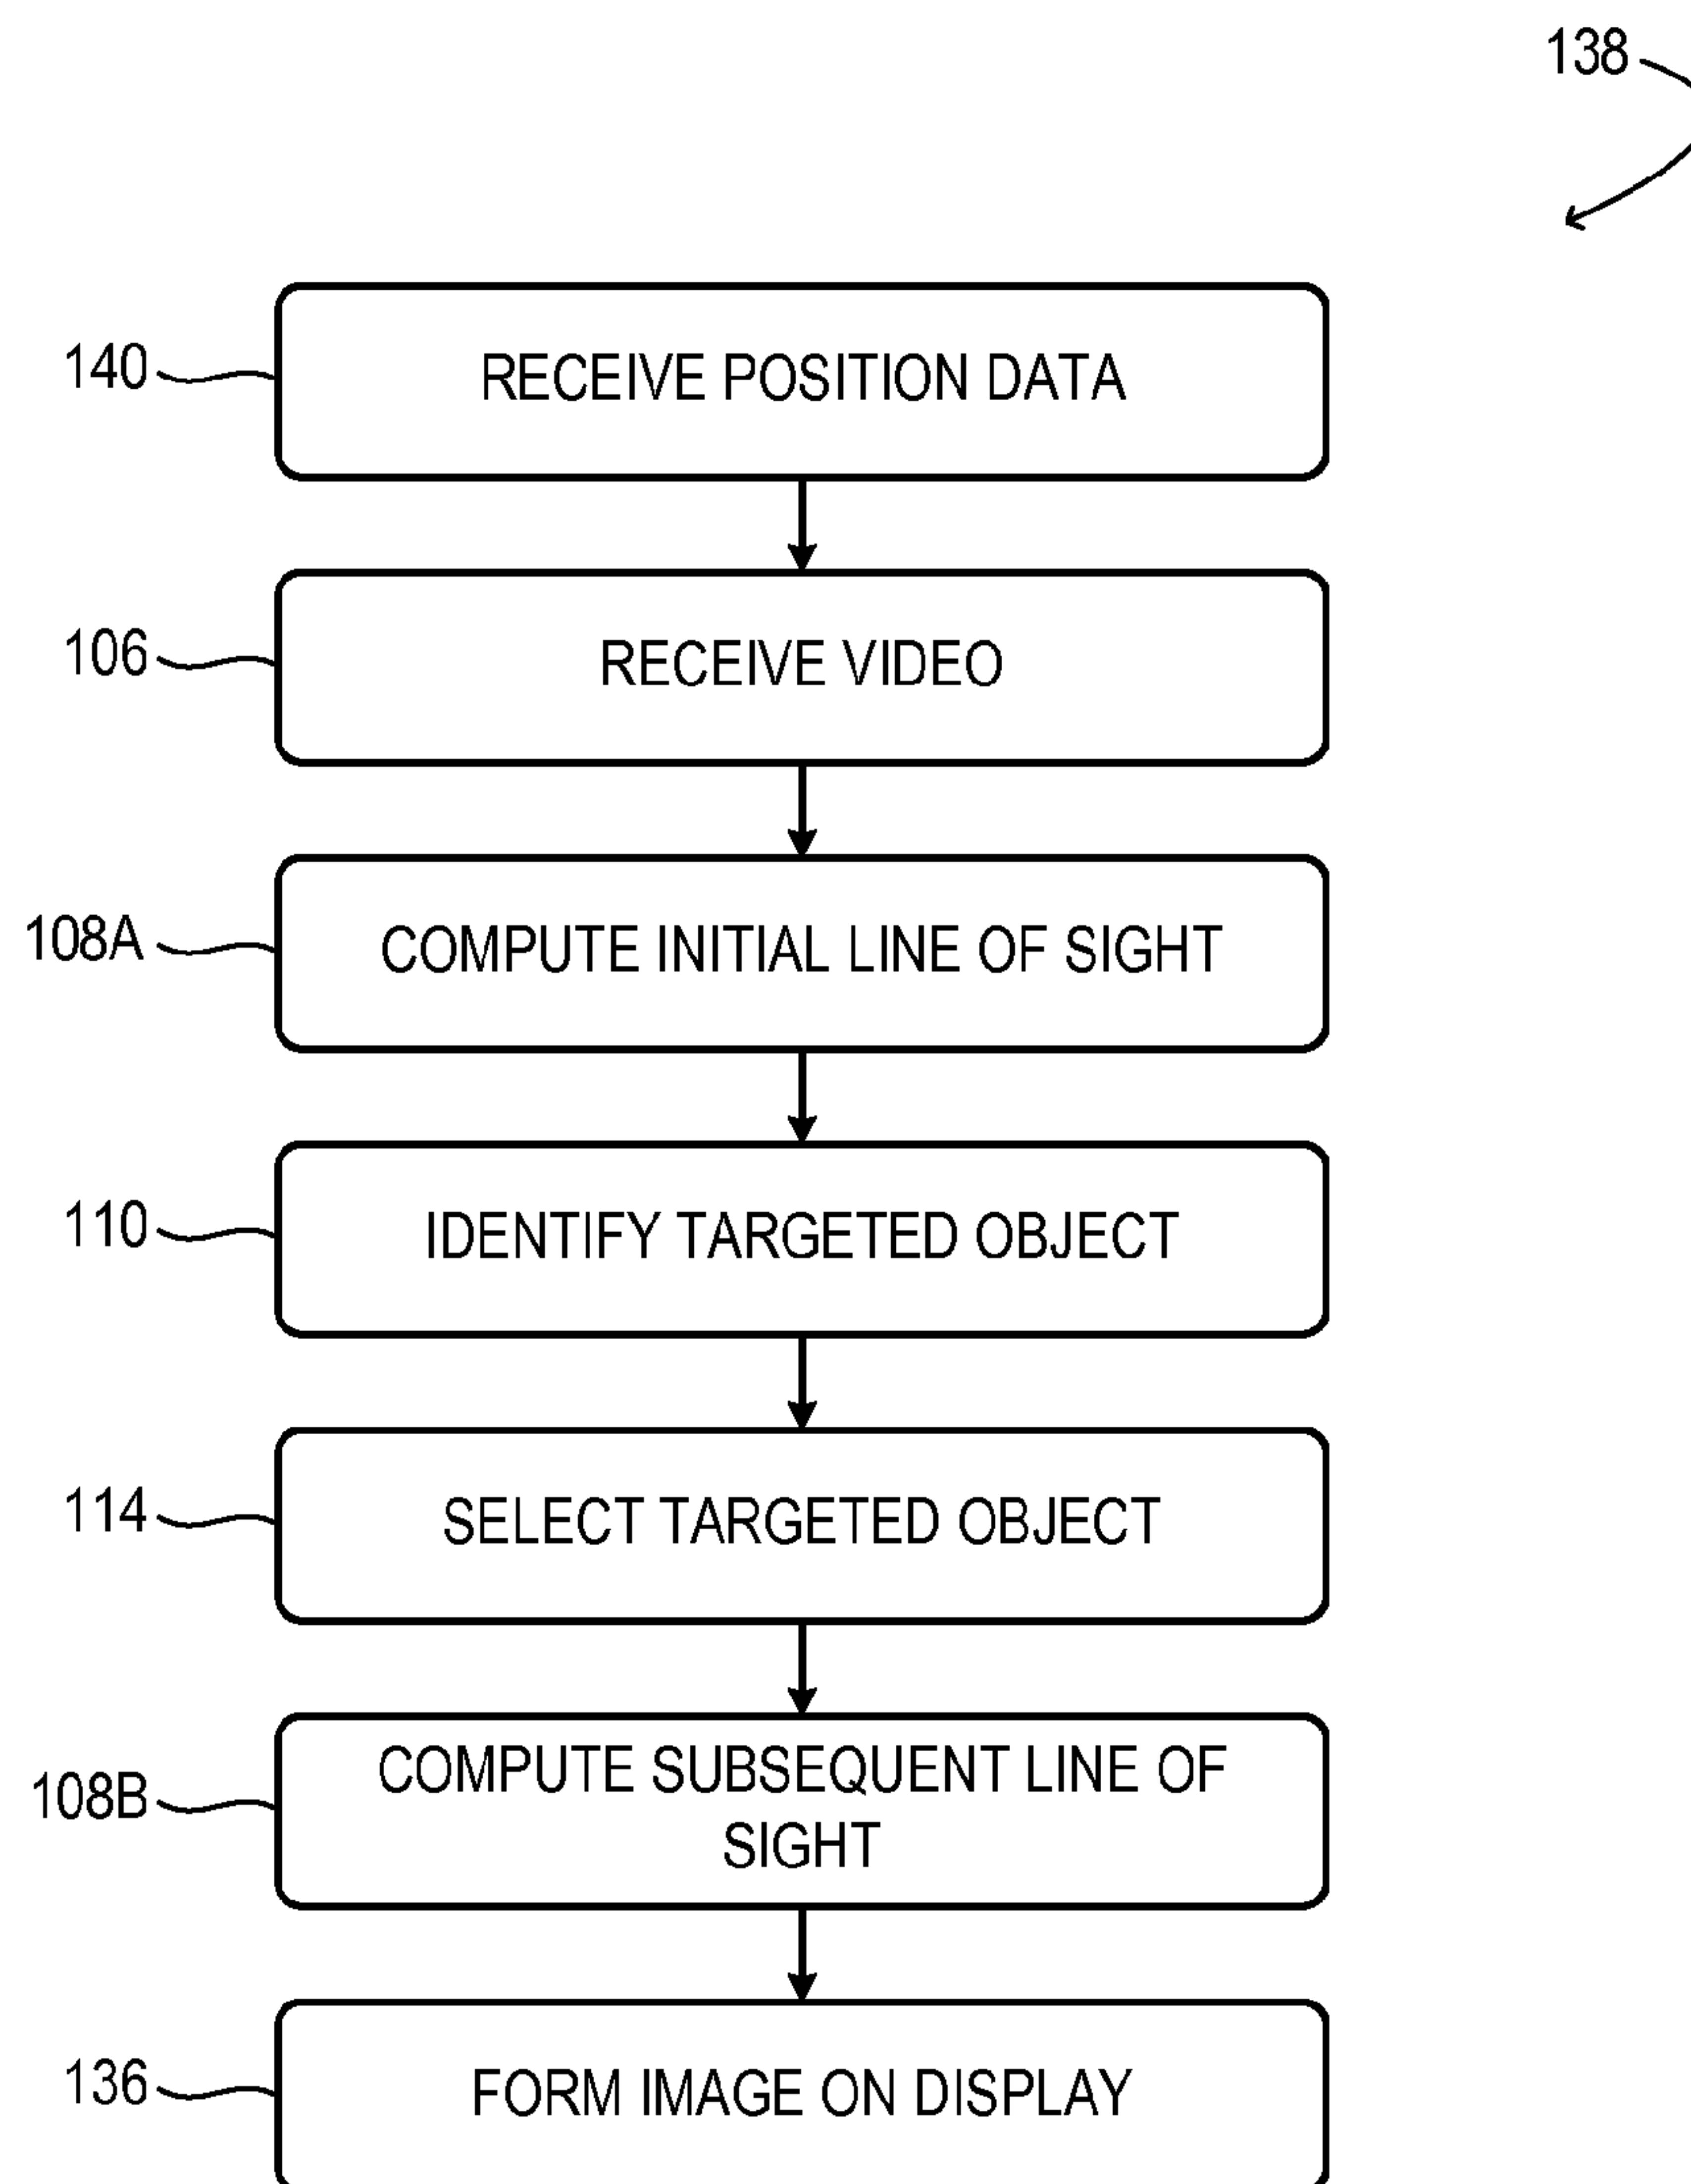 138
140 RECEIVE POSITION DATA
106 RECEIVE VIDEO
108A COMPUTE INITIAL LINE OF SIGHT
110 IDENTIFY TARGETED OBJECT
114 SELECT TARGETED OBJECT
108B COMPUTE SUBSEQUENT LINE OF
SIGHT
136 FORM IMAGE ON DISPLAY